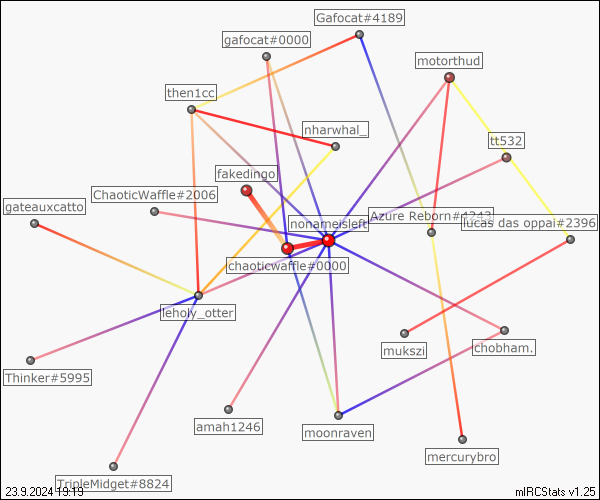 Gafocat#4189
gafocat#0000
motorthud
then1cc
nharwhal_
tt532
fakedingo
ChaoticWaffle#2006
gateauxcatto
Azure Reborn#4243
nonameisleft
lucas das oppai#2396
chaoticwaffle#0000
leholy_otter
mukszi
chobham.
Thinker#5995
amah1246
moonraven
mercurybro
TripleMidget#8824
23.9.2024 19:19
mIRCStats v1.25